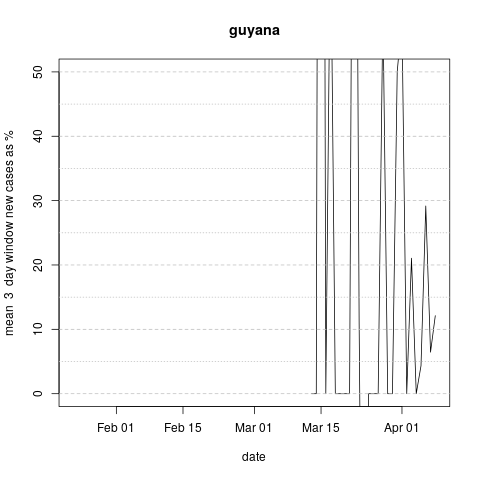 guyana
mean 3 day window new cases as %
50
40
30
20
10
0
Feb 01
Feb 15
Mar 01
Mar 15
Apr 01
date